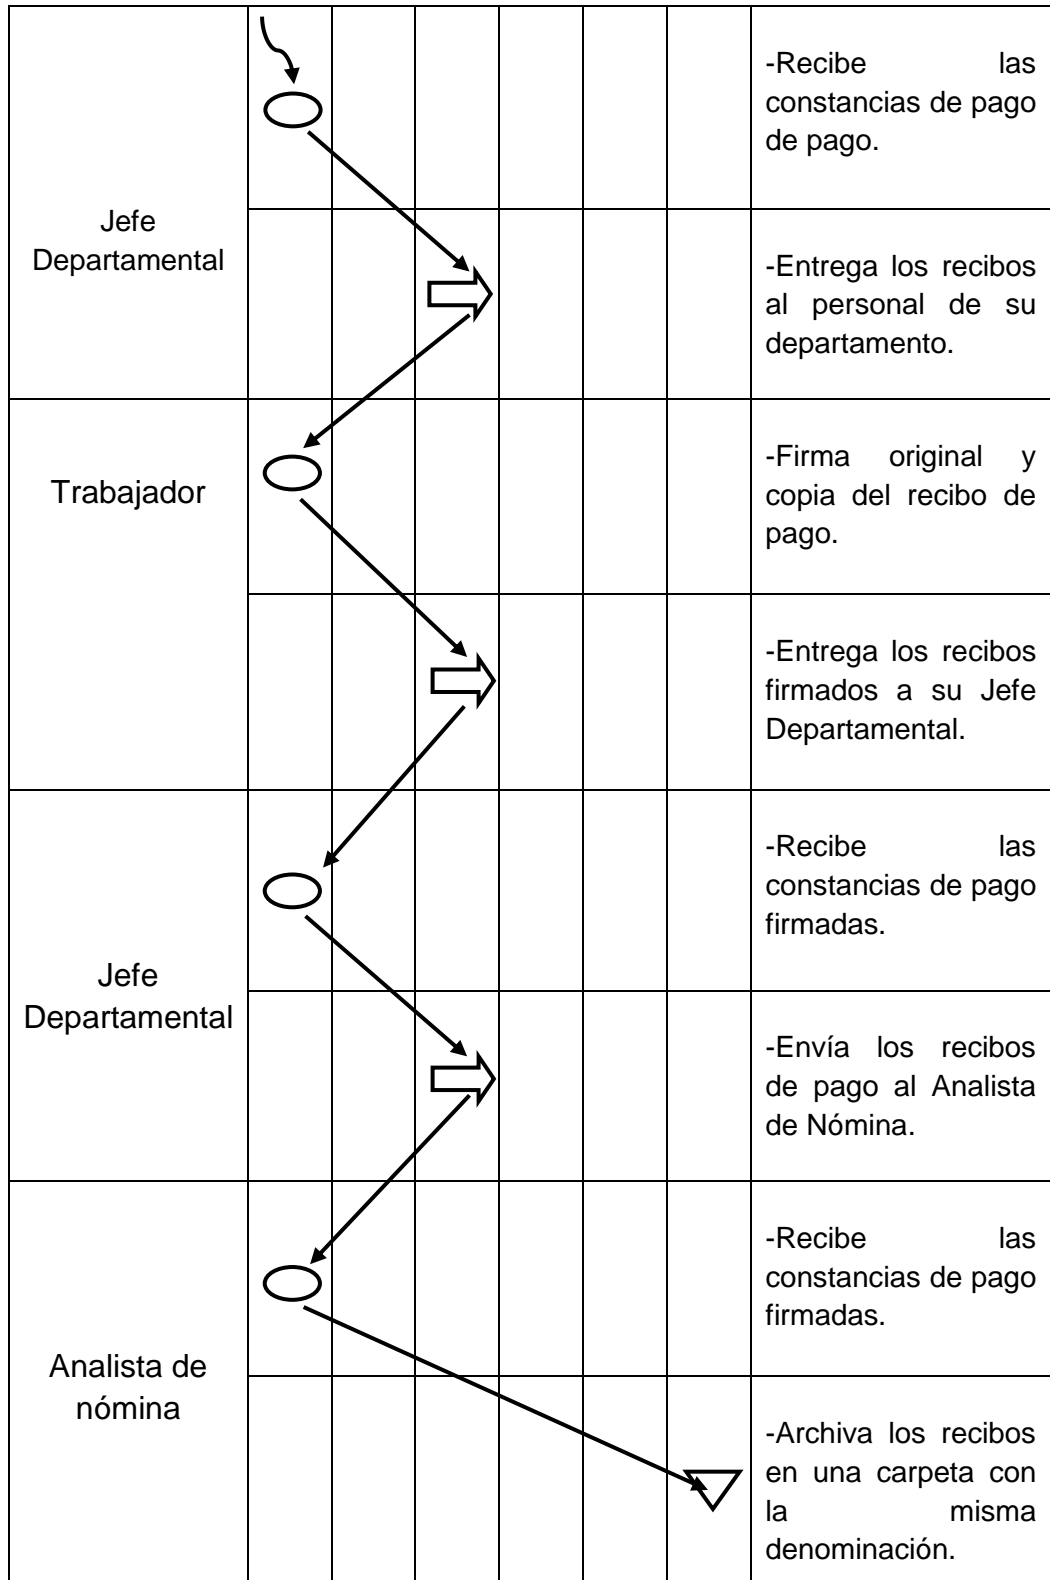 -Recibe las
constancias de pago
de pago.
Jefe
Departamental
-Entrega los recibos
al personal de su
departamento.
Trabajador
-Firma original y
copia del recibo de
pago.
-Entrega los recibos
firmados a su Jefe
Departamental.
-Recibe las
constancias de pago
firmadas.
Jefe
Departamental
-Envía los recibos
de pago al Analista
de Nómina.
-Recibe las
constancias de pago
firmadas.
Analista de
nómina
-Archiva los recibos
en una carpeta con
la misma
denominación.